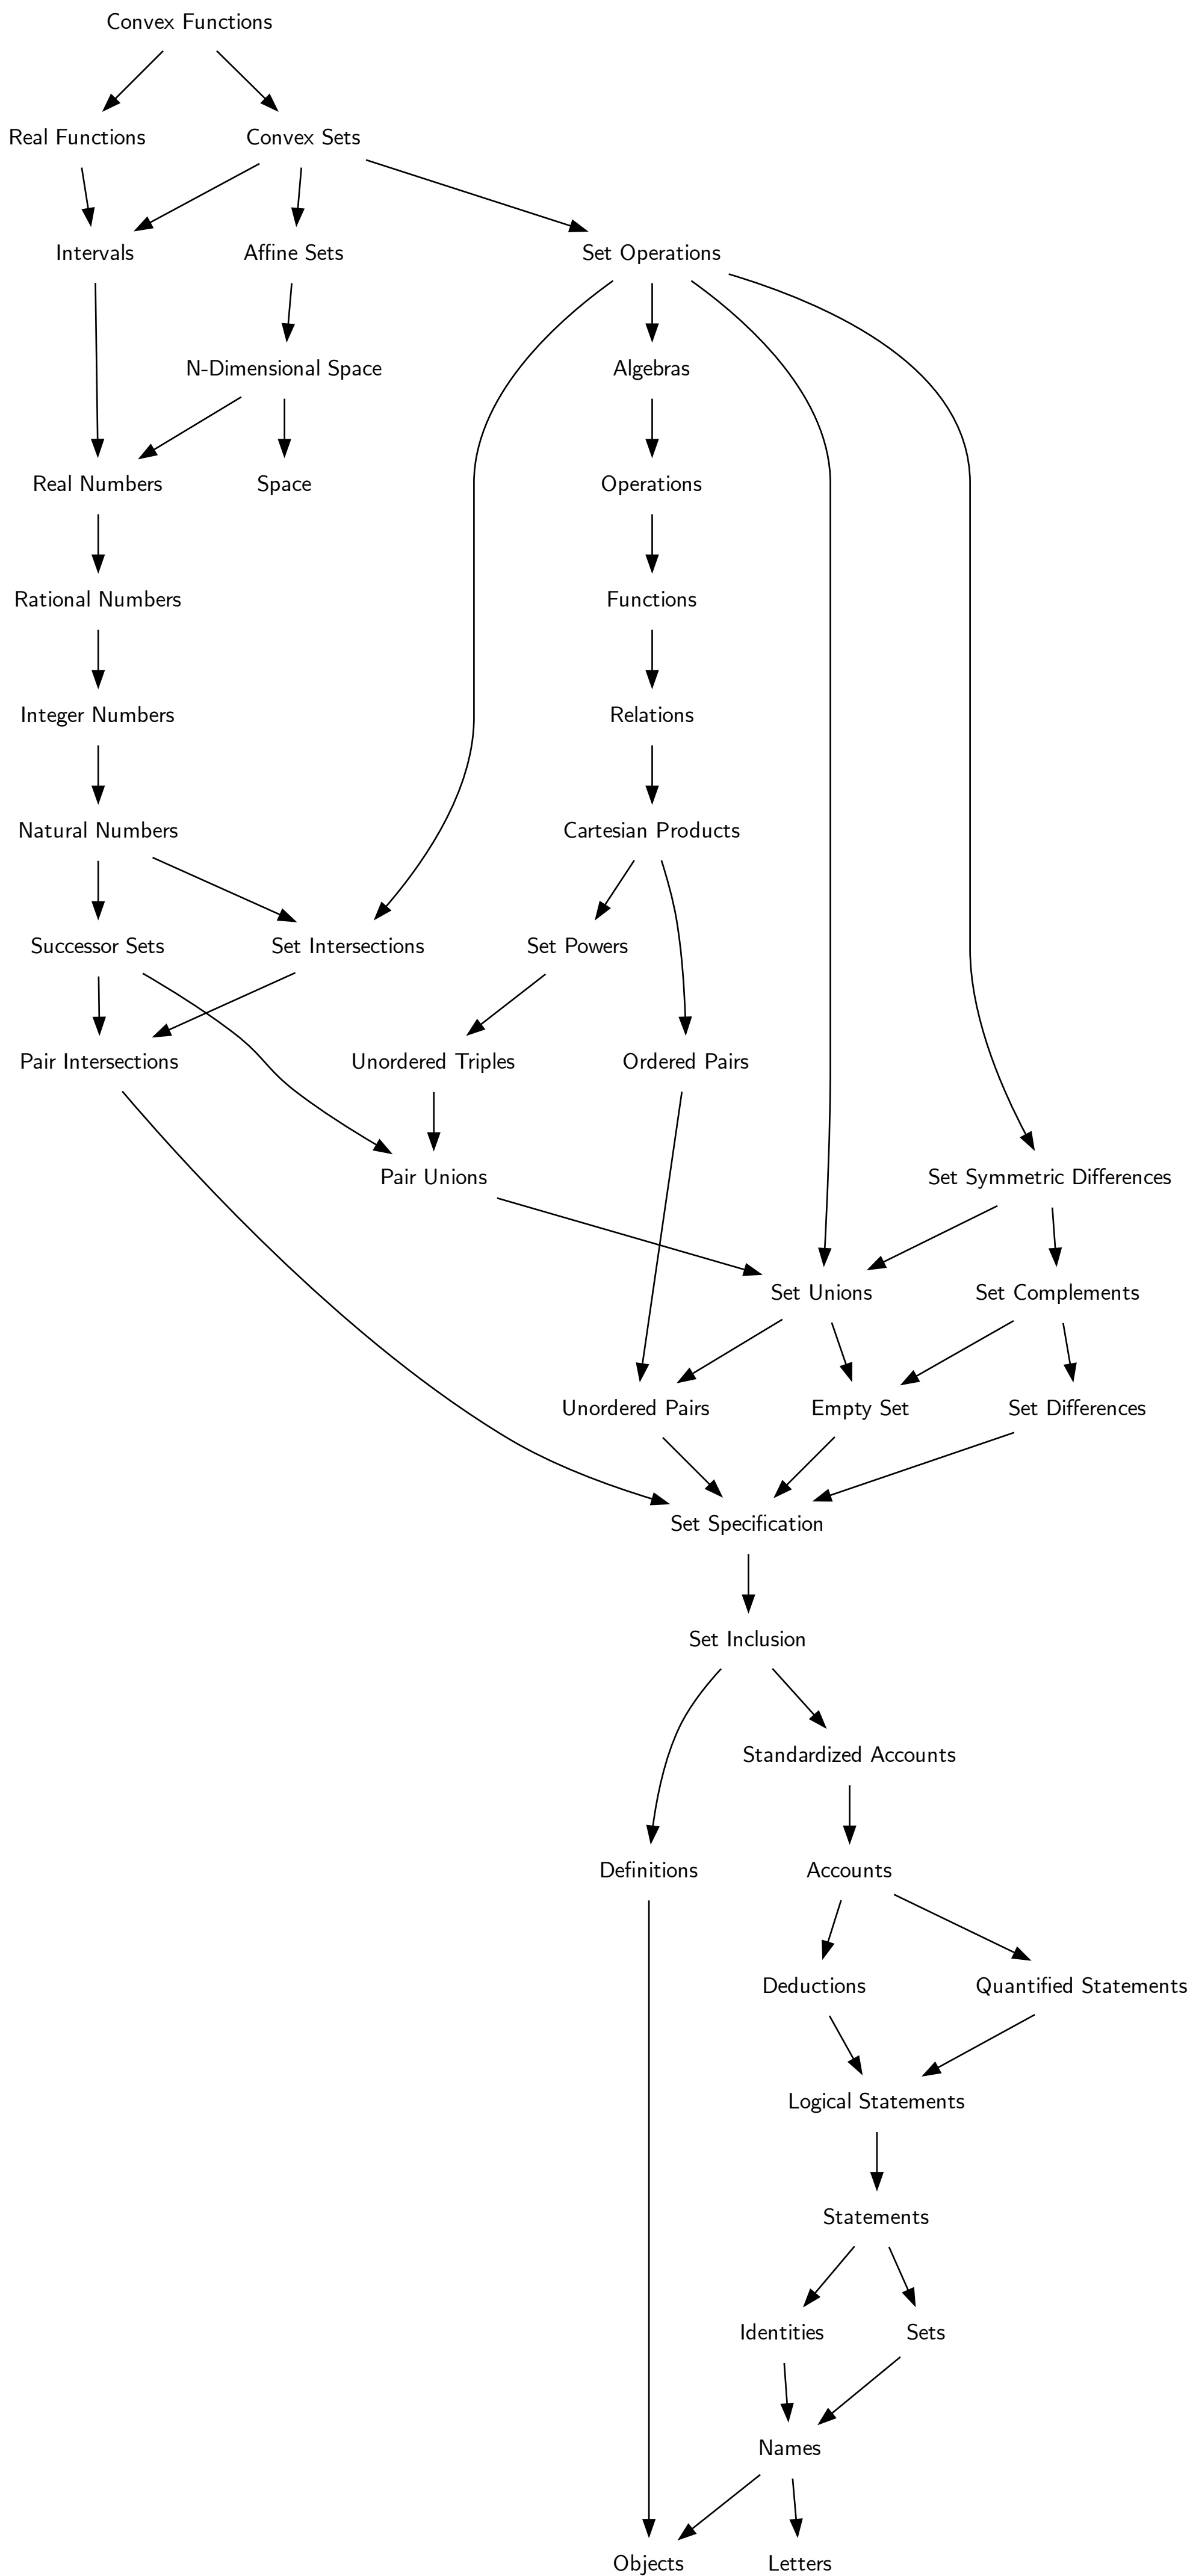 Convex Functions
Real Functions
Convex Sets
Intervals
Affine Sets
Set Operations
N-Dimensional Space
Algebras
Real Numbers
Space
Operations
Rational Numbers
Functions
Integer Numbers
Relations
Natural Numbers
Cartesian Products
Successor Sets
Set Intersections
Set Powers
Pair Intersections
Unordered Triples
Ordered Pairs
Pair Unions
Set Symmetric Differences
Set Unions
Set Complements
Unordered Pairs
Empty Set
Set Differences
Set Specification
Set Inclusion
Standardized Accounts
Definitions
Accounts
Deductions
Quantified Statements
Logical Statements
Statements
Identities
Sets
Names
Objects
Letters